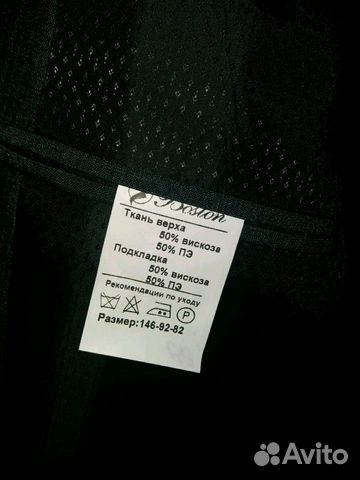 Boston
Ткань верха
50% вискоза
50% ПЭ
Подкладка
50% вискоза
50% ПЭ
Рекомендации по уходу
P
Размер:146-92-82
Avito